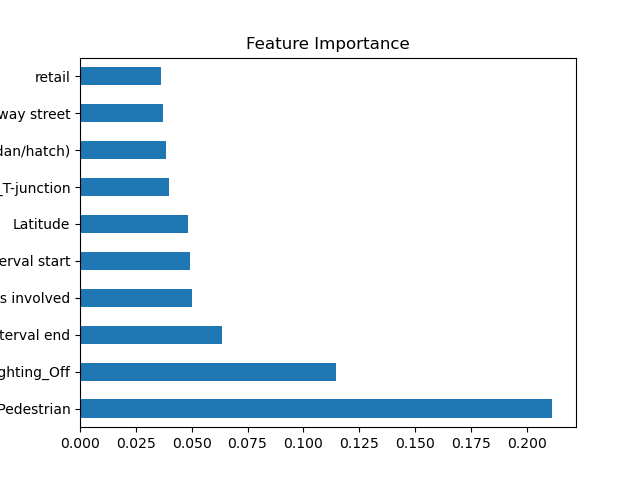 Feature Importance
retail
way street
dan/hatch)
_T-junction
Latitude
erval start
s involved
terval end
ghting_Off
Pedestrian
0.000 0.025 0.050 0.075 0.100 0.125 0.150 0.175 0.200